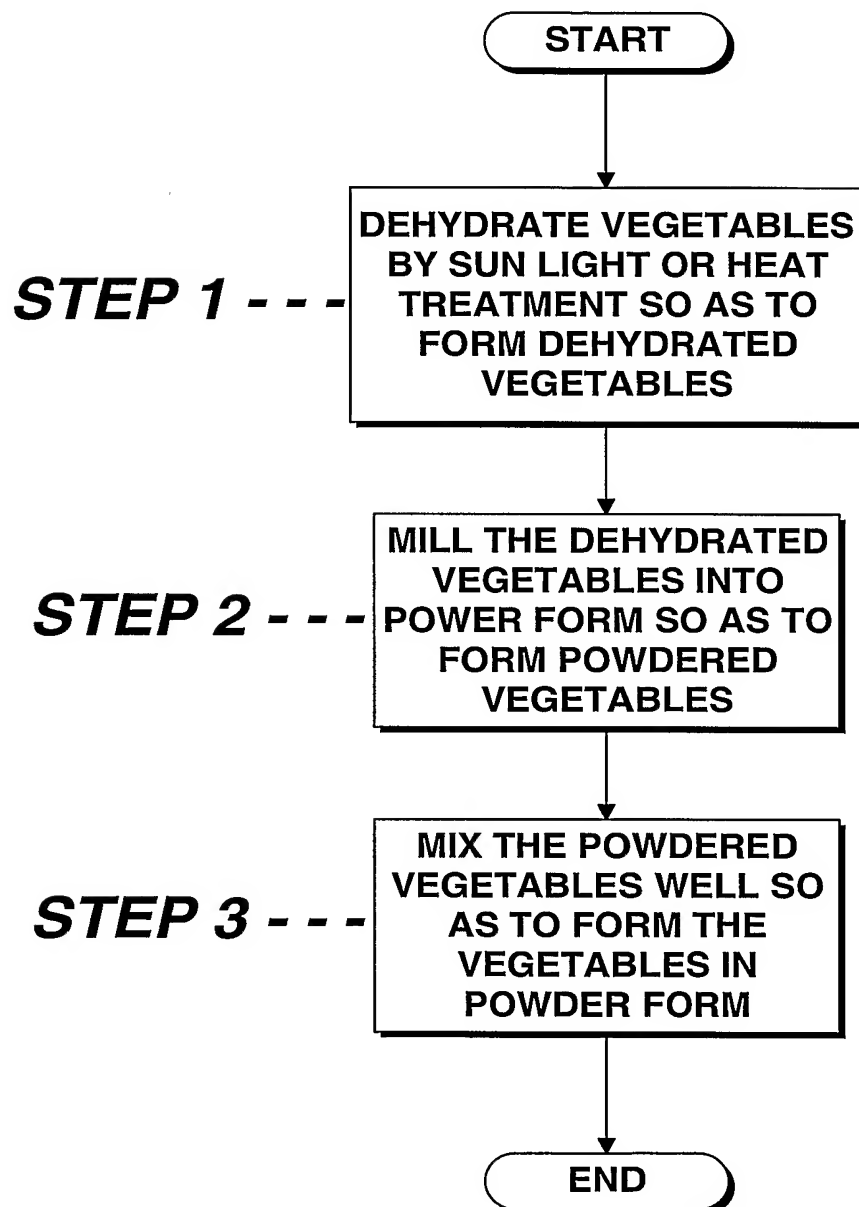 START
DEHYDRATE VEGETABLES
BY SUN LIGHT OR HEAT
STEP 1 - - - TREATMENT SO AS TO
FORM DEHYDRATED
VEGETABLES
MILL THE DEHYDRATED
VEGETABLES INTO
STEP 2 - - - POWER FORM SO AS TO
FORM POWDERED
VEGETABLES
MIX THE POWDERED
VEGETABLES WELL SO
STEP 3 - - - AS TO FORM THE
VEGETABLES IN
POWDER FORM
END